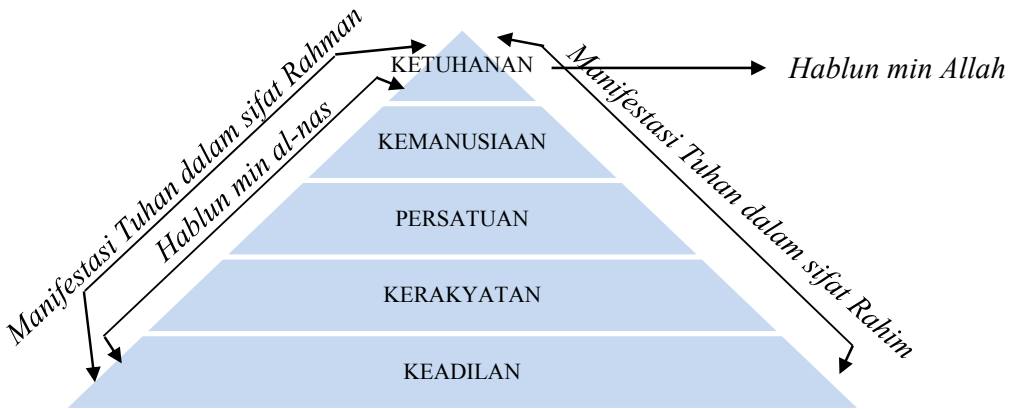 Manifestasi Tuhan dalam sifat Rahman
Hablun min al-nas
KETUHANAN
Hablun min Allah
Manifestasi Tuhan dalam sifat Rahim
KEMANUSIAAN
PERSATUAN
KERAKYATAN
KEADILAN